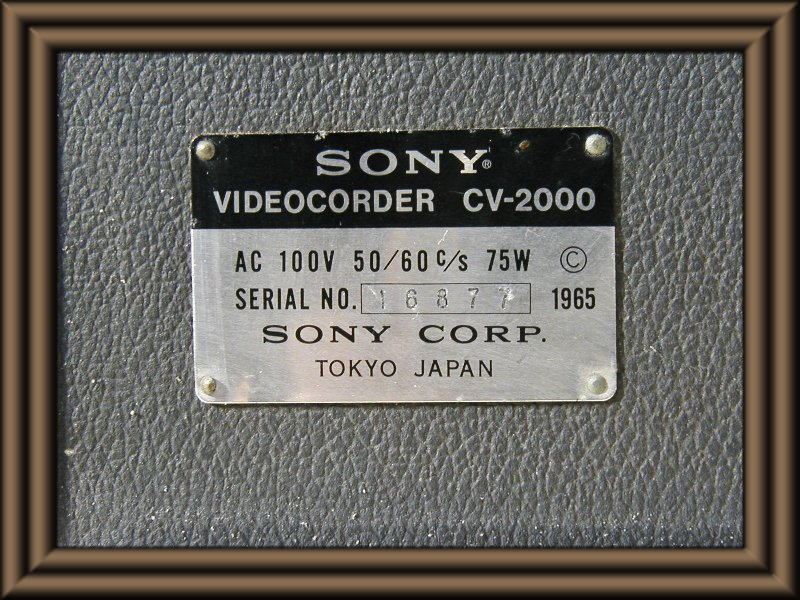 SONY®
VIDEOCORDER CV-2000
AC 100V 50/60 c/s 75W ©
SERIAL NO. 16877 1965
SONY CORP.
TOKYO JAPAN